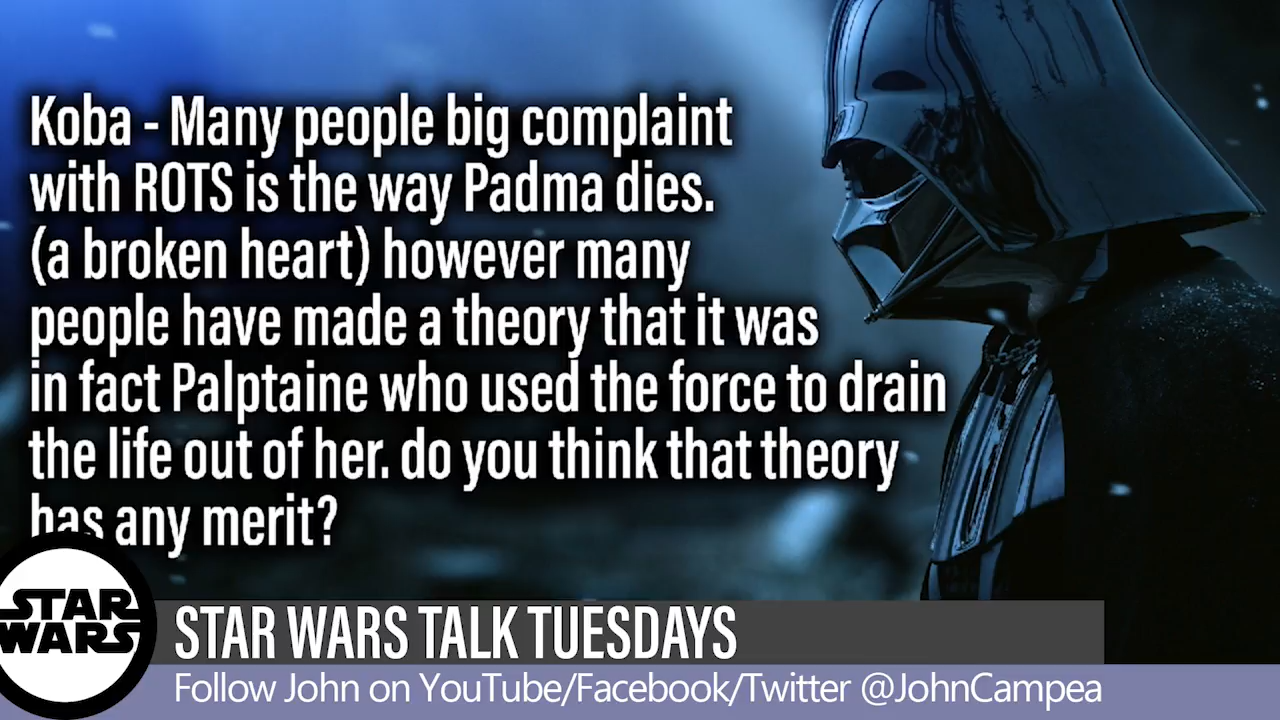 Koba - Many people big complaint
with ROTS is the way Padma dies.
(a broken heart) however many
people have made a theory that it was
in fact Palptaine who used the force to drain
the life out of her. do you think that theory
has any merit?
STAR
WARS
STAR WARS TALK TUESDAYS
Follow John on YouTube/Facebook/Twitter @JohnCampea